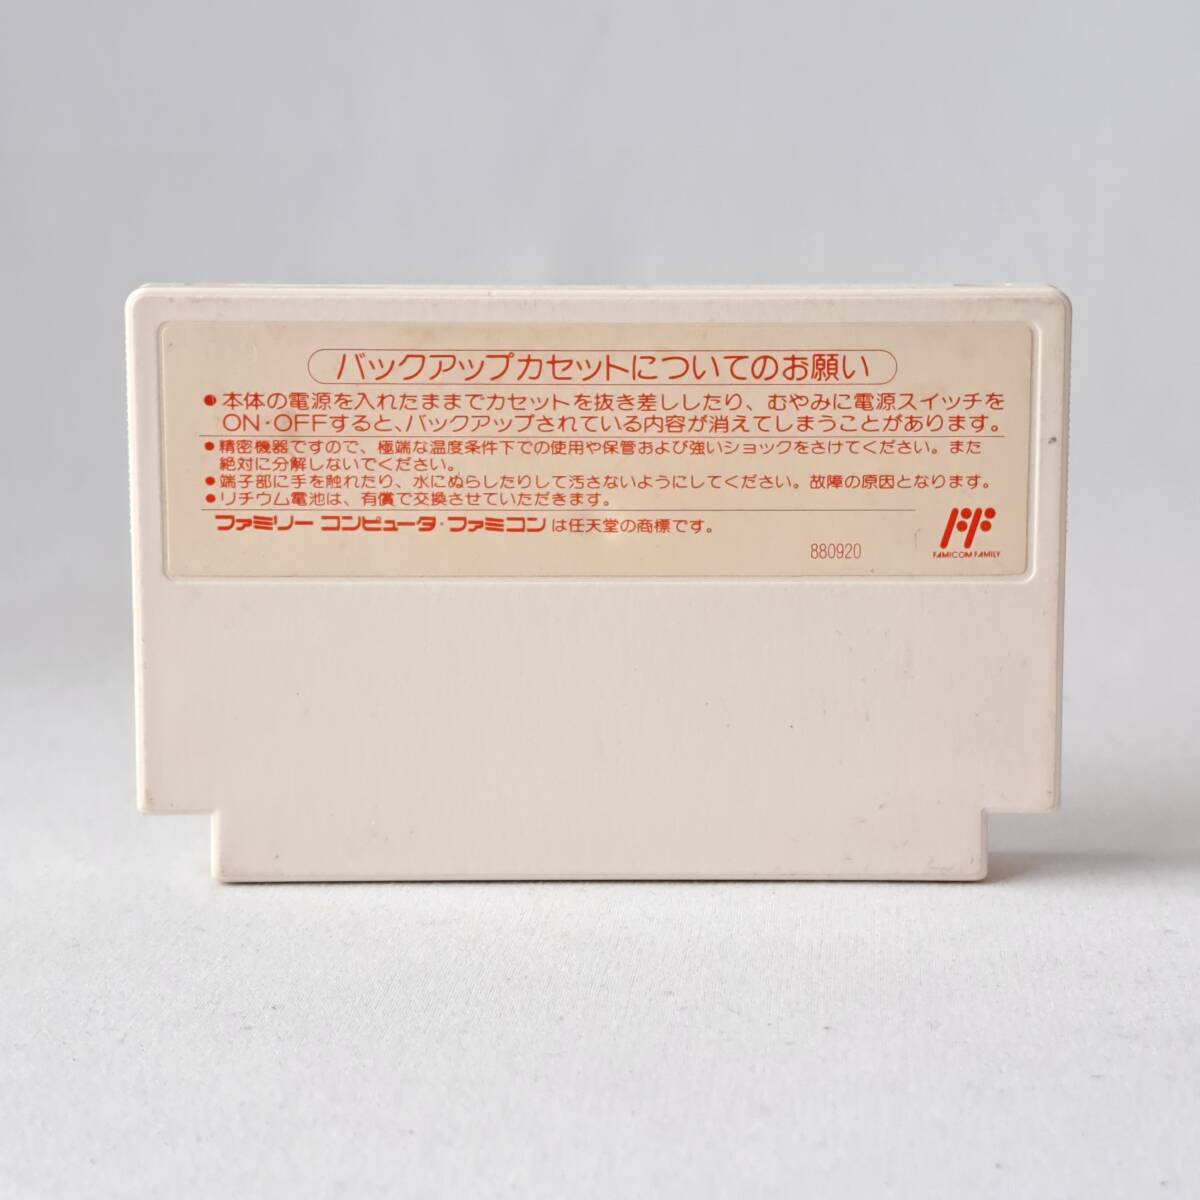 バックアップカセットについてのお願い
●本体の電源を入れたままでカセットを抜き差ししたり、むやみに電源スイッチを
ON・OFFすると、バックアップされている内容が消えてしまうことがあります。
●精密機器ですので、極端な温度条件下での使用や保管および強いショックをさけてください。また
絶対に分解しないでください。
●端子部に手を触れたり、水にぬらしたりして汚さないようにしてください。故障の原因となります。
●リチウム電池は、有償で交換させていただきます。
ファミリー コンピュータ・ファミコン は任天堂の商標です。
FF
FAMICOM FAMILY
880920